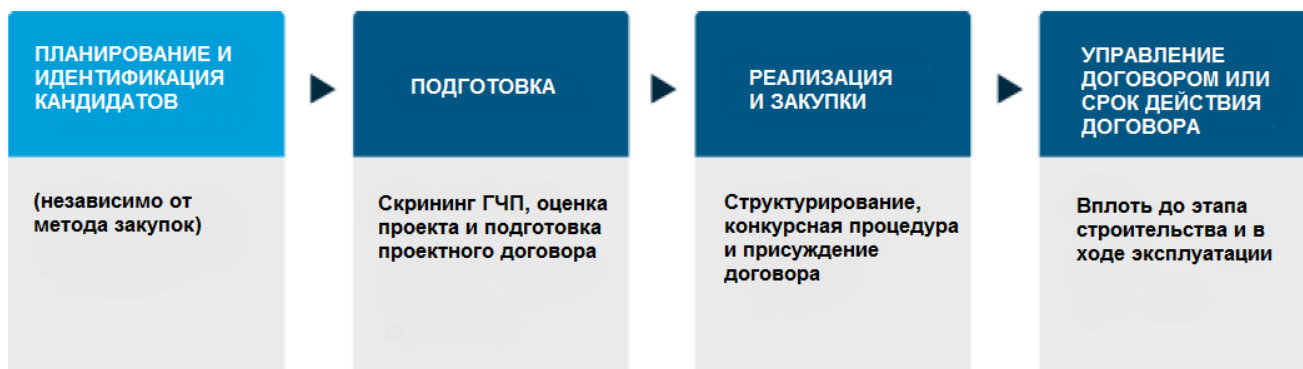 ПЛАНИРОВАНИЕ И
ИДЕНТИФИКАЦИЯ
КАНДИДАТОВ
(независимо от
метода закупок)
ПОДГОТОВКА
Скрининг ГЧП, оценка
проекта и подготовка
проектного договора
РЕАЛИЗАЦИЯ
И ЗАКУПКИ
Структурирование,
конкурсная процедура
и присуждение
договора
УПРАВЛЕНИЕ
ДОГОВОРОМ ИЛИ
СРОК ДЕЙСТВИЯ
ДОГОВОРА
Вплоть до этапа
строительства и в
ходе эксплуатации